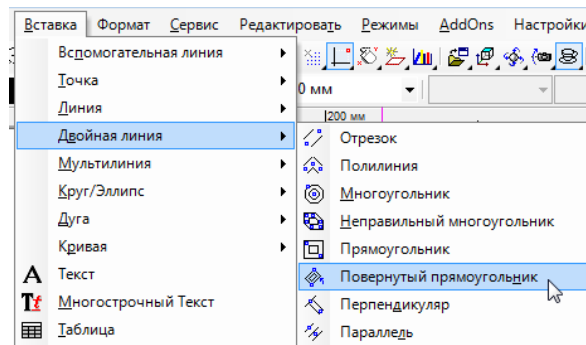 Вставка Формат Сервис Редактировать Режимы AddOns Настройки
Вспомогательная линия
Точка
0 мм
Линия
200 мм
Двойная линия
Отрезок
Мультилиния
Полилиния
Круг/Эллипс
Многоугольник
Дуга
Неправильный многоугольник
Кривая
Прямоугольник
A Текст
Повернутый прямоугольник
Tt Многострочный Текст
Перпендикуляр
Таблица
Параллель